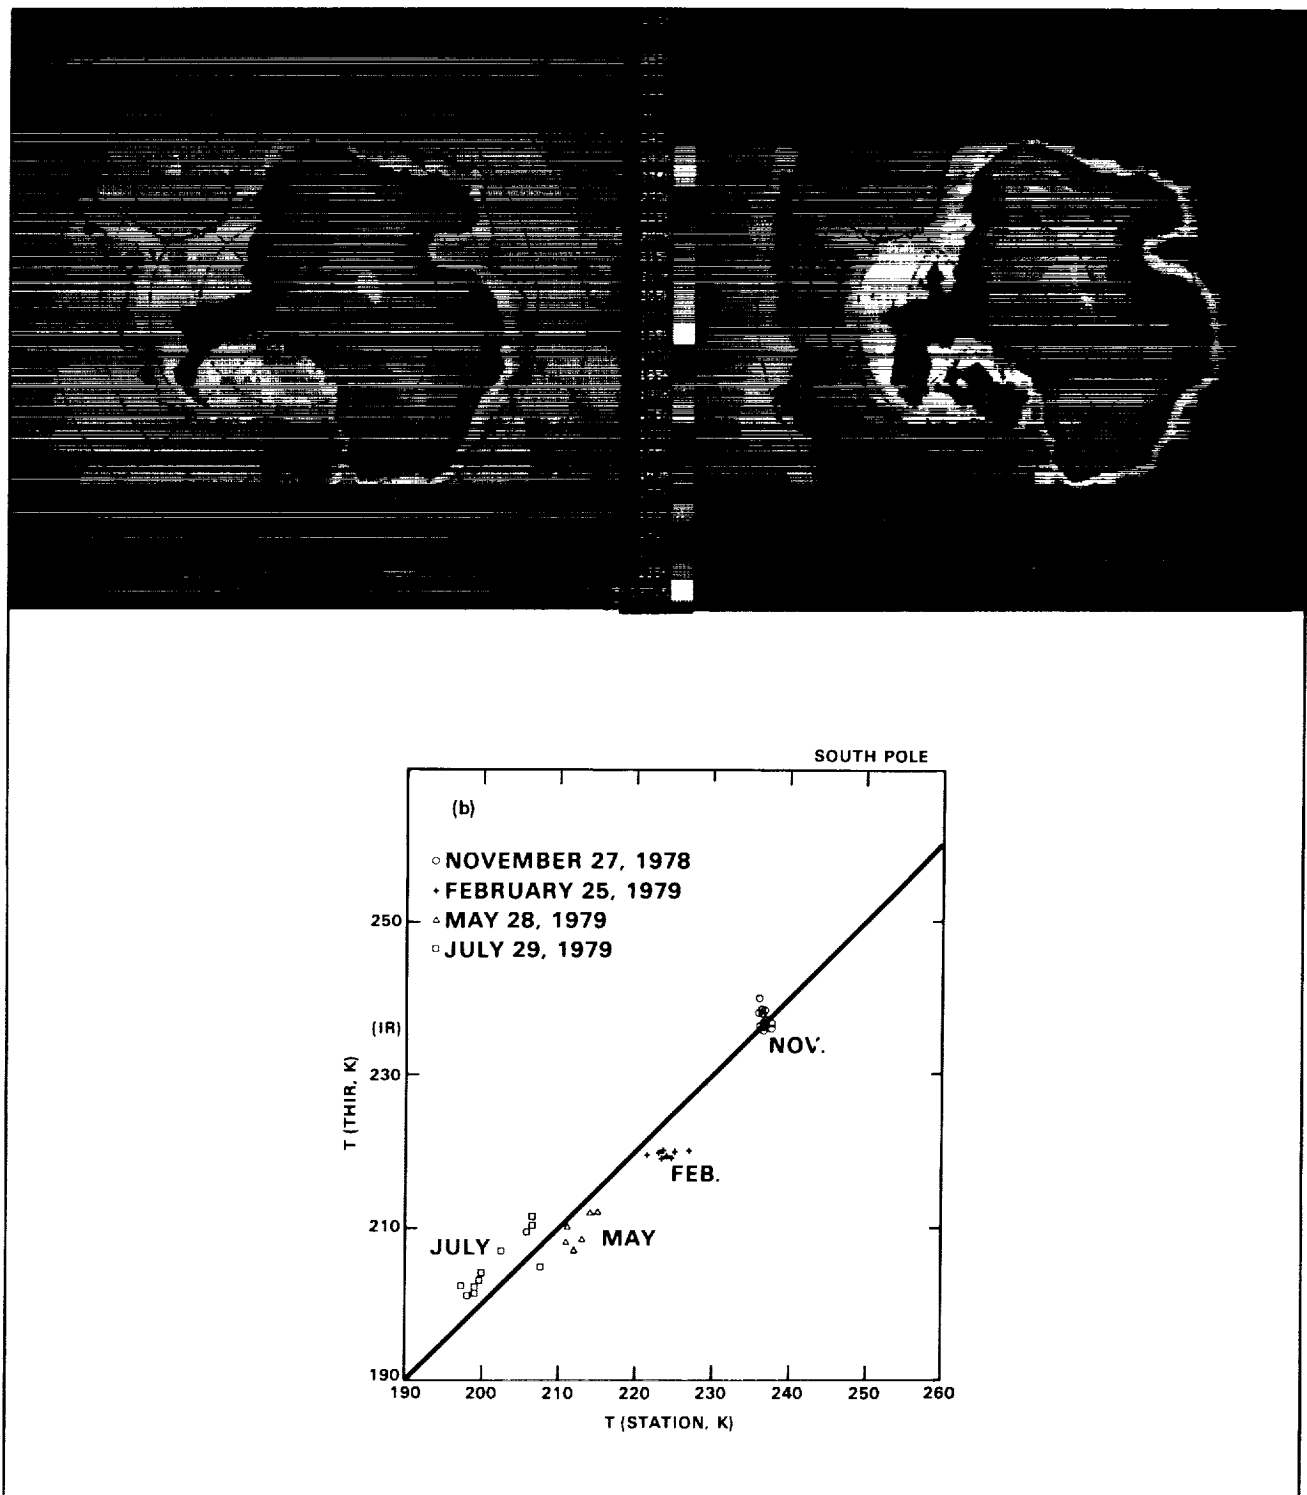 SOUTH POLE
(b)
○ NOVEMBER 27, 1978
+ FEBRUARY 25, 1979
△ MAY 28, 1979
□ JULY 29, 1979
250
(IR)
230
T (THIR, K)
210
190
NOV.
FEB.
MAY
JULY
190 200 210 220 230 240 250 260
T (STATION, K)